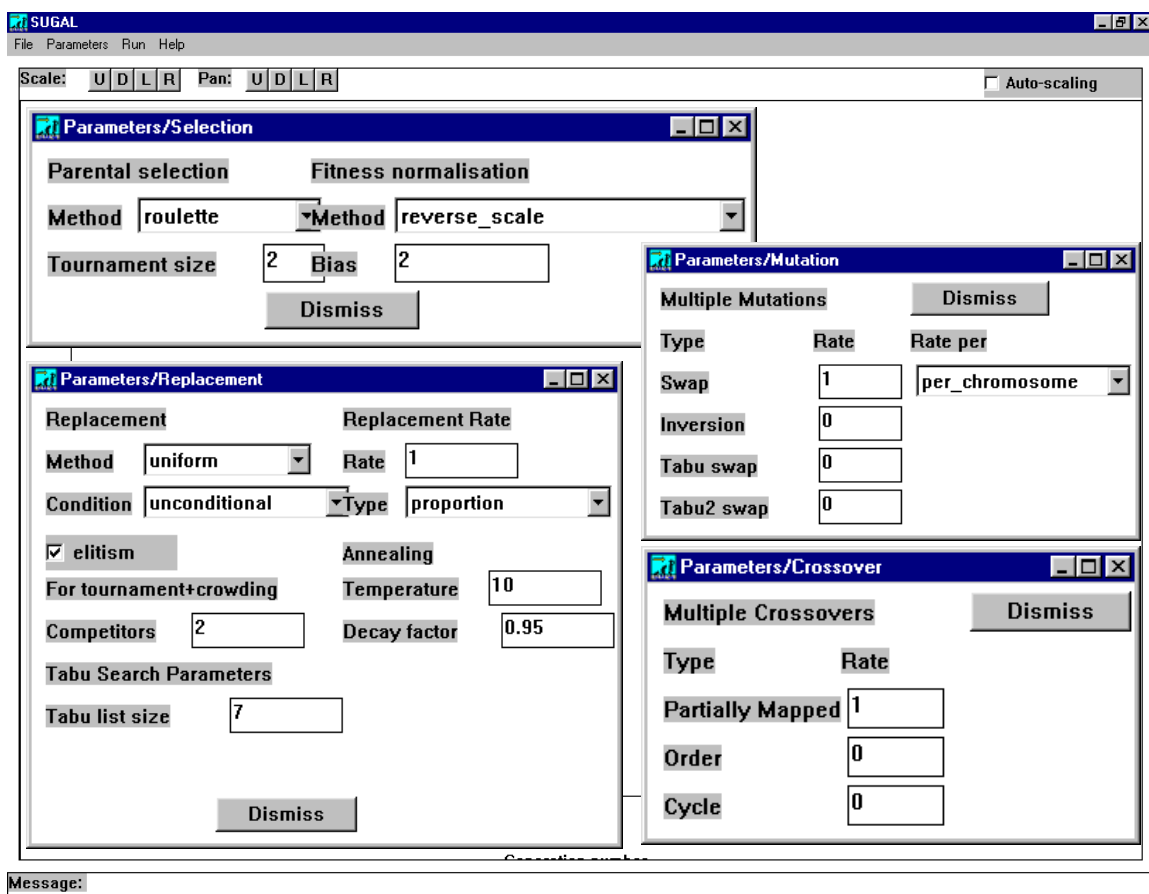 SUGAL
File Parameters Run Help
Scale: U D L R Pan: U D L R Auto-scaling
Parameters/Selection
Parental selection Fitness normalisation
Method roulette Method reverse_scale
Tournament size 2 Bias 2
Dismiss
Parameters/Mutation
Multiple Mutations Dismiss
Type Rate Rate per
Swap 1 per_chromosome
Inversion 0
Tabu swap 0
Tabu2 swap 0
Parameters/Replacement
Replacement Replacement Rate
Method uniform Rate 1
Condition unconditional Type proportion
elitism Annealing
For tournament+crowding Temperature 10
Competitors 2 Decay factor 0.95
Tabu Search Parameters
Tabu list size 7
Dismiss
Parameters/Crossover
Multiple Crossovers Dismiss
Type Rate
Partially Mapped 1
Order 0
Cycle 0
Generation number
Message: